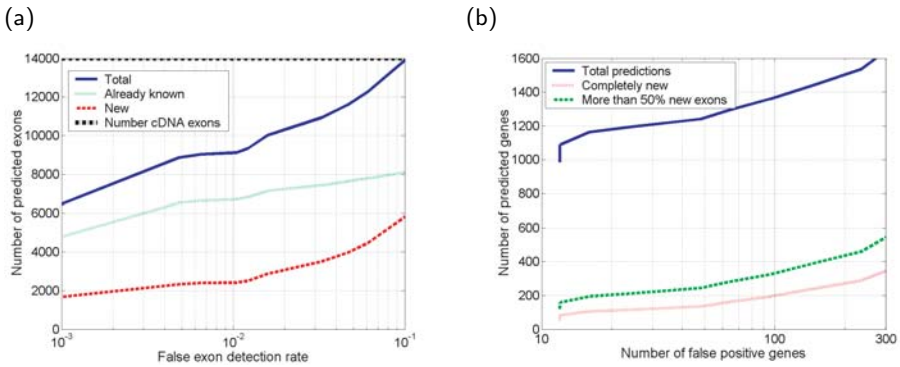 (a)
14000
12000
10000
8000
6000
4000
2000
0
Number of predicted exons
Total
Already known
New
Number cDNA exons
10-3
10-2
10-1
False exon detection rate
(b)
1600
1400
1200
1000
800
600
400
200
0
Number of predicted genes
Total predictions
Completely new
More than 50% new exons
10
100
300
Number of false positive genes